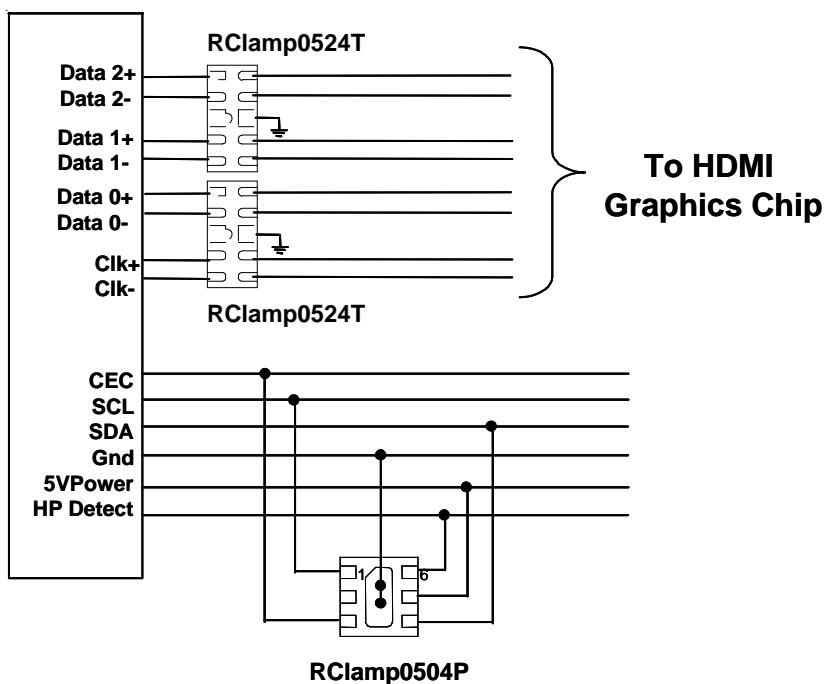 RClamp0524T
Data 2+
Data 2-
Data 1+
Data 1-
Data 0+
Data 0-
Clk+
Clk-
To HDMI
Graphics Chip
RClamp0524T
CEC
SCL
SDA
Gnd
5VPower
HP Detect
1
6
RClamp0504P